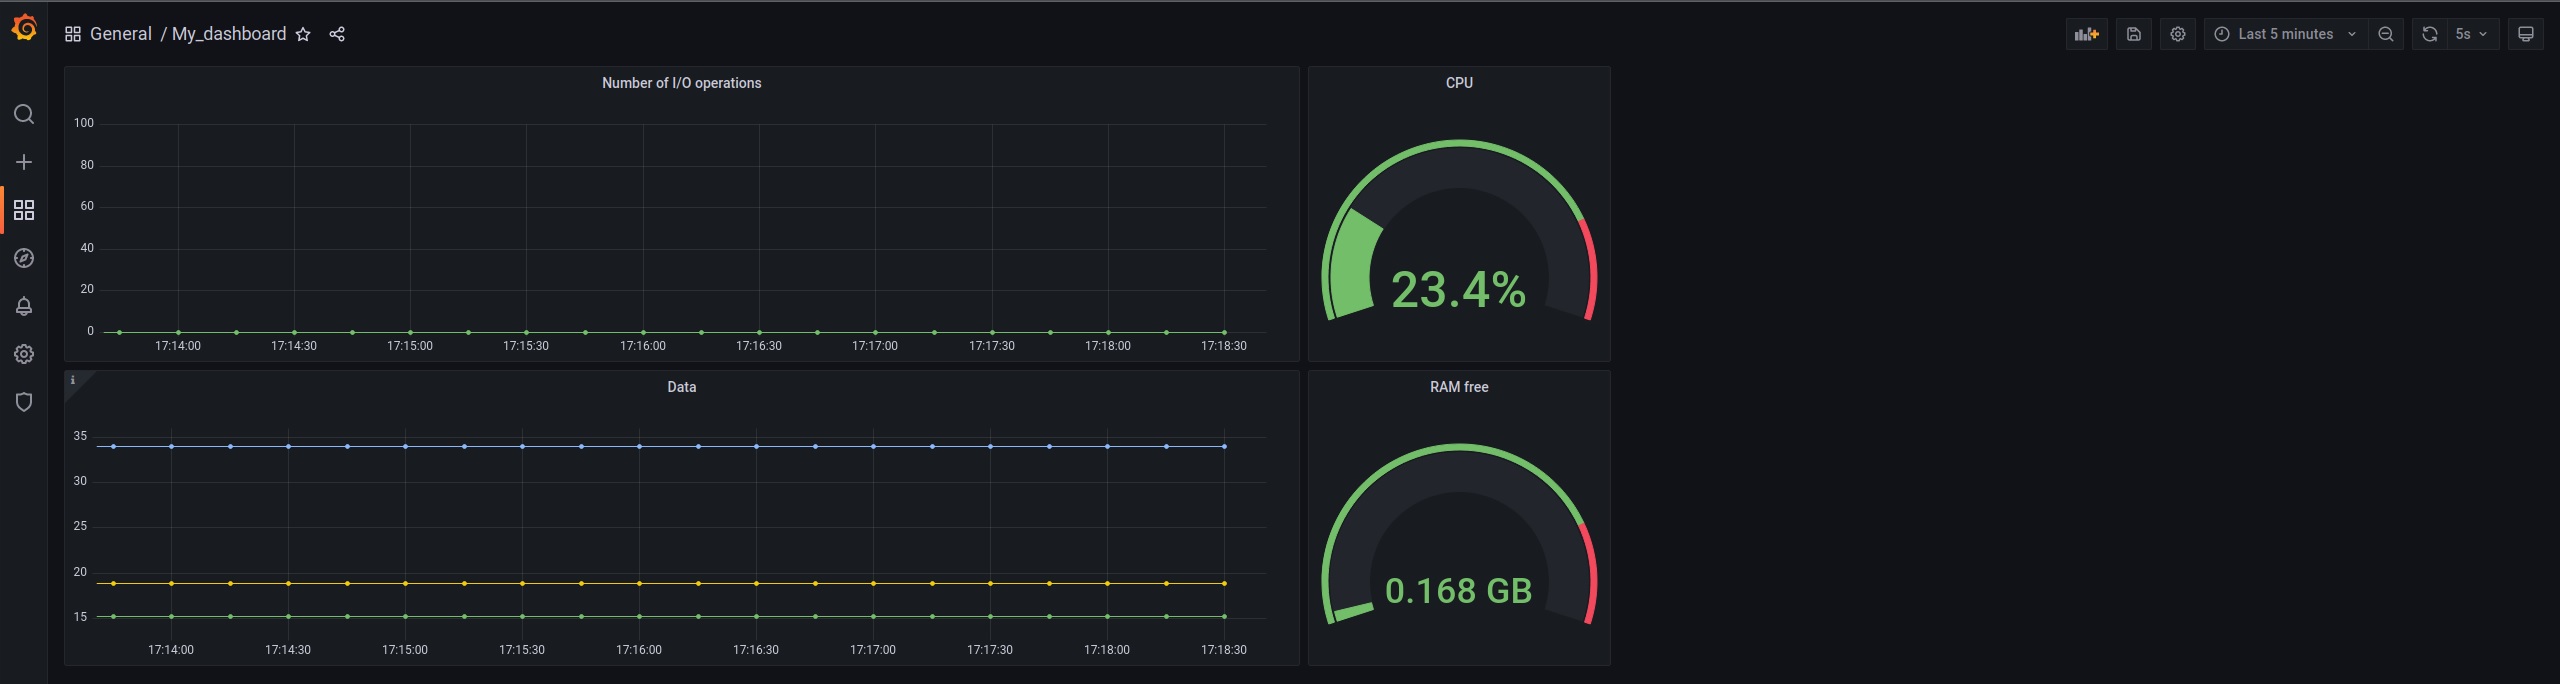 General / My_dashboard
Last 5 minutes
5s
Number of I/O operations
100
80
60
40
20
0
17:14:00 17:14:30 17:15:00 17:15:30 17:16:00 17:16:30 17:17:00 17:17:30 17:18:00 17:18:30
CPU
23.4%
i
Data
35
30
25
20
15
17:14:00 17:14:30 17:15:00 17:15:30 17:16:00 17:16:30 17:17:00 17:17:30 17:18:00 17:18:30
RAM free
0.168 GB